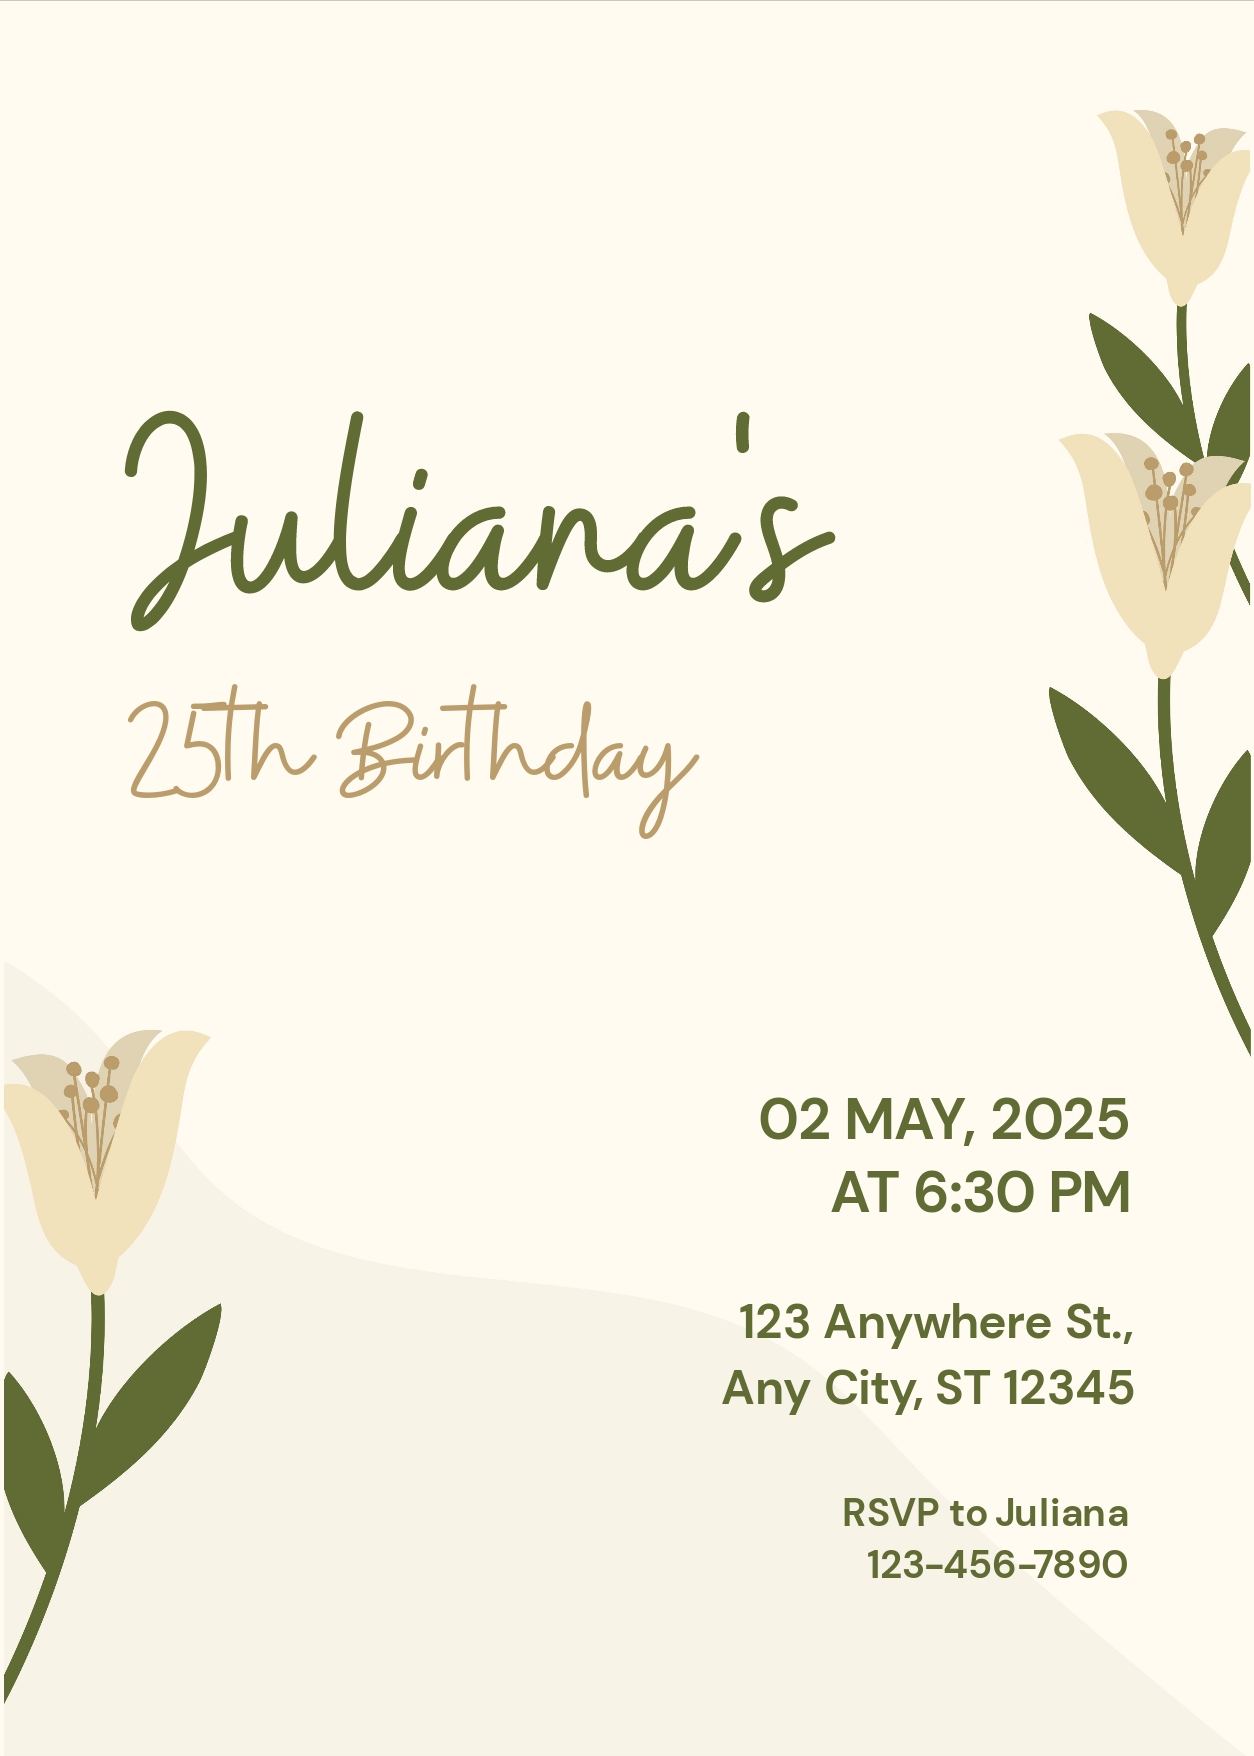 Juliana's
25th Birthday
02 MAY, 2025
AT 6:30 PM
123 Anywhere St.,
Any City, ST 12345
RSVP to Juliana
123-456-7890